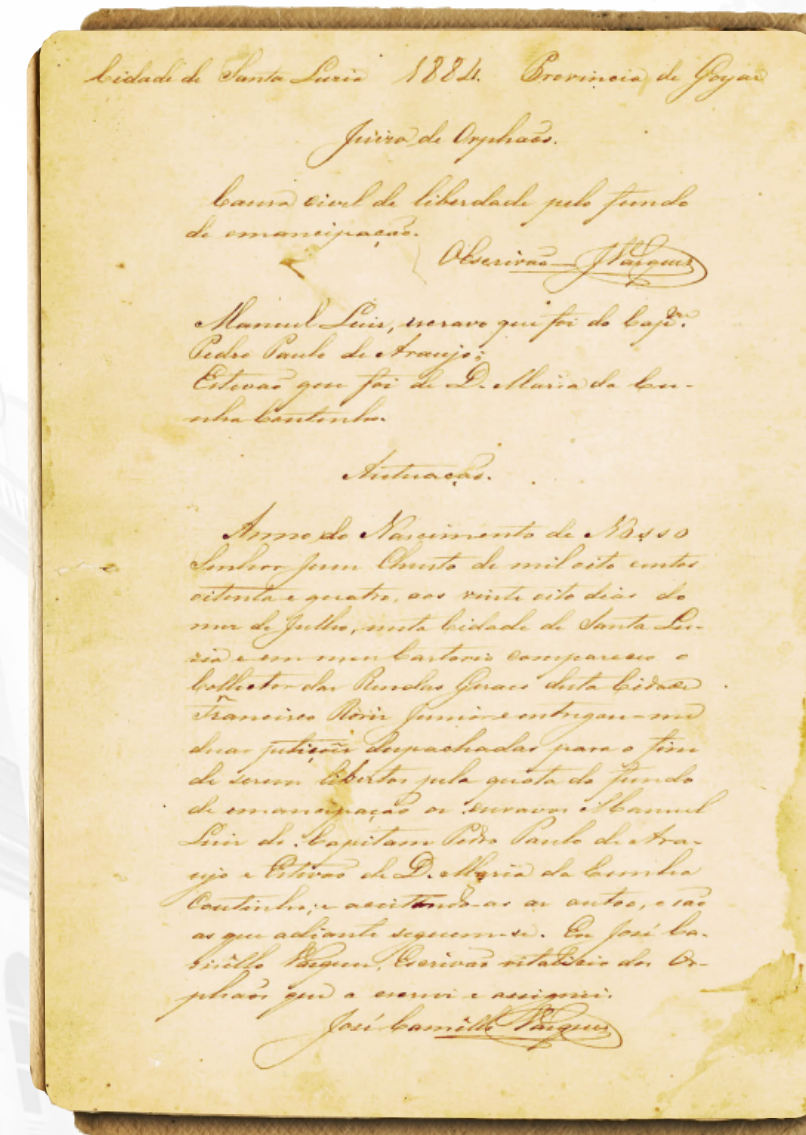 Cidade de Santa Luzia 1884. Provincia de Goyaz
Juizo de Orphãos.
Causa civel de liberdade pelo fundo
de emancipação.
O Escrivão J Vasques
Manuel Luis, escravo que foi do Capm.
Pedro Paulo de Araujo;
Estevão que foi de D. Maria da Cu-
nha Coutinho
Autuação.
Anno do Nascimento de Nosso
Senhor Jesus Christo de mil oito centos
oitenta e quatro, aos vinte oito dias do
mez de Julho, nesta Cidade de Santa Lu-
zia e em meu Cartorio compareceu o
Collector das Rendas Geraes desta Cidade
Francisco Roriz Junior e entregou-me
duas petições despachadas para o fim
de serem libertos pela quota do fundo
de emancipação os escravos Manuel
Luis do Capitam Pedro Paulo de Ara-
ujo e Estevão de D. Maria da Cunha
Coutinho; e aceitando-as as autoo, e são
as que adiante seguem-se. Eu José Ca-
millo Vasques, Escrivão vitalicio dos Or-
phãos que o escrevi e assignei.
José Camillo Vasques